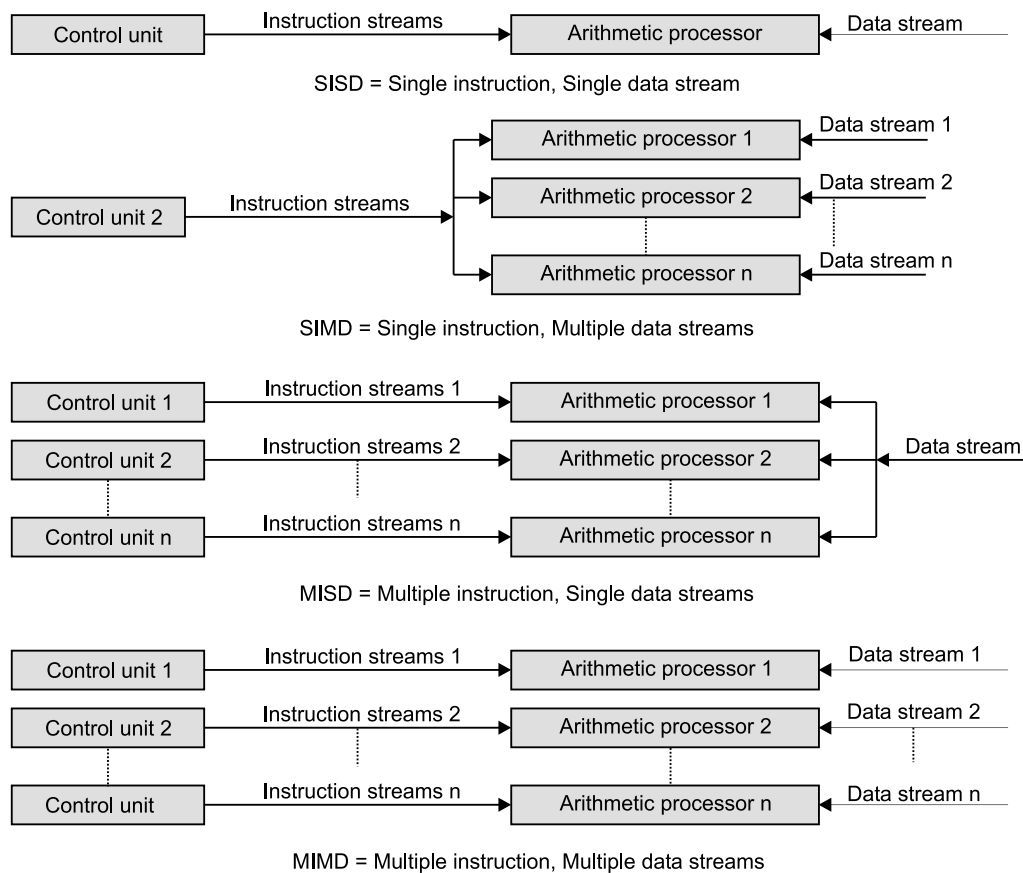 Control unit Instruction streams Arithmetic processor Data stream
SISD = Single instruction, Single data stream
Arithmetic processor 1 Data stream 1
Control unit 2 Instruction streams Arithmetic processor 2 Data stream 2
Arithmetic processor n Data stream n
SIMD = Single instruction, Multiple data streams
Control unit 1 Instruction streams 1 Arithmetic processor 1
Control unit 2 Instruction streams 2 Arithmetic processor 2 Data stream
Control unit n Instruction streams n Arithmetic processor n
MISD = Multiple instruction, Single data streams
Control unit 1 Instruction streams 1 Arithmetic processor 1 Data stream 1
Control unit 2 Instruction streams 2 Arithmetic processor 2 Data stream 2
Control unit Instruction streams n Arithmetic processor n Data stream n
MIMD = Multiple instruction, Multiple data streams